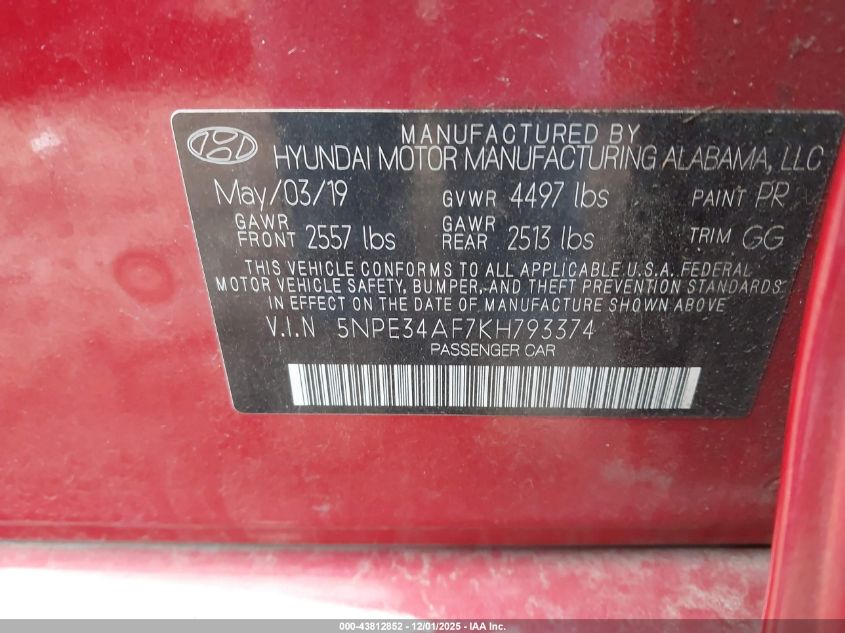 MANUFACTURED BY
HYUNDAI MOTOR MANUFACTURING ALABAMA, LLC
May/03/19 GVWR 4497 lbs PAINT PR
GAWR FRONT 2557 lbs GAWR REAR 2513 lbs TRIM GG
THIS VEHICLE CONFORMS TO ALL APPLICABLE U.S.A. FEDERAL
MOTOR VEHICLE SAFETY, BUMPER, AND THEFT PREVENTION STANDARDS
IN EFFECT ON THE DATE OF MANUFACTURE SHOWN ABOVE.
V.I.N 5NPE34AF7KH793374
PASSENGER CAR
000-43812852 - 12/01/2025 - IAA Inc.